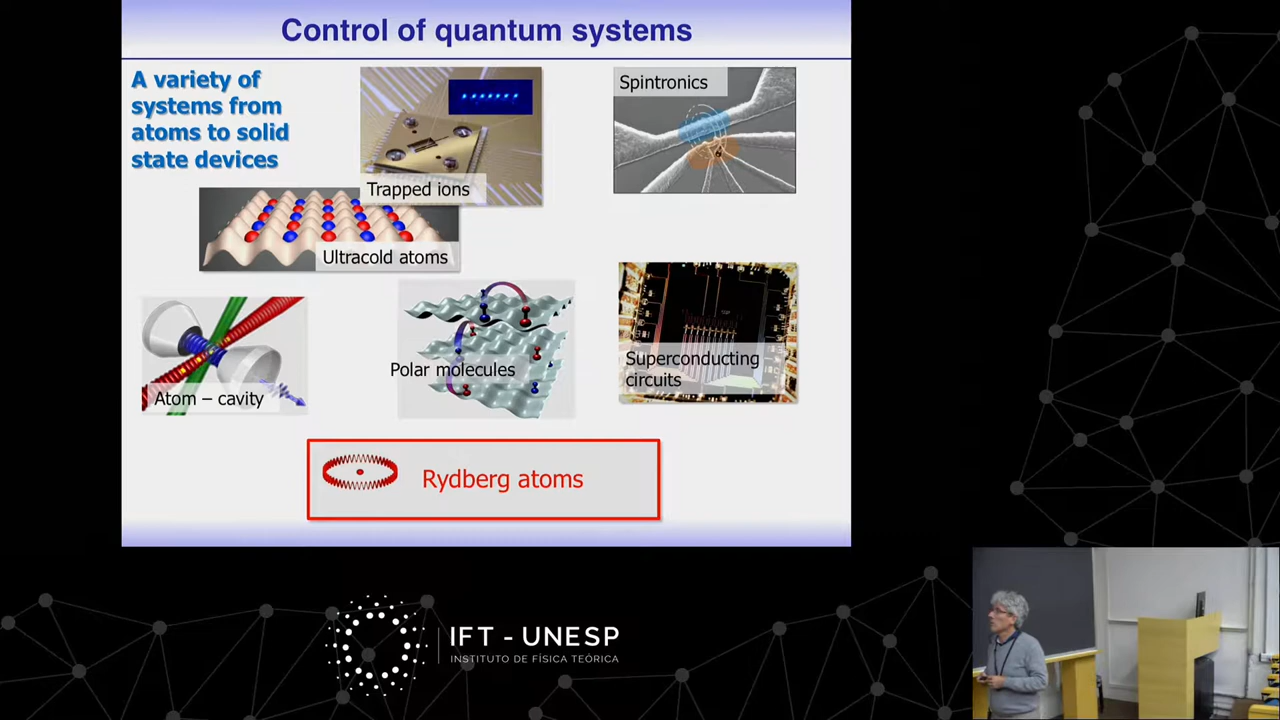 Control of quantum systems
A variety of
systems from
atoms to solid
state devices
Trapped ions
Spintronics
Ultracold atoms
Atom – cavity
Polar molecules
Superconducting
circuits
Rydberg atoms
IFT - UNESP
INSTITUTO DE FÍSICA TEÓRICA